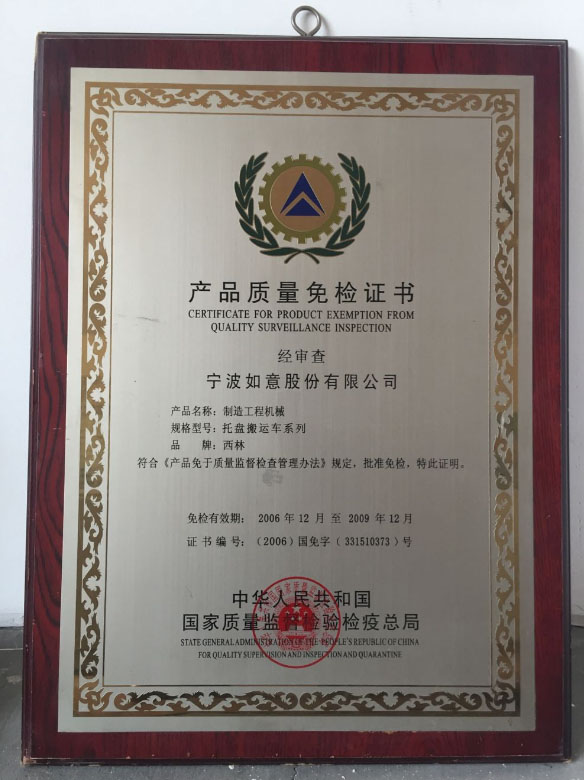 产品质量免检证书
CERTIFICATE FOR PRODUCT EXEMPTION FROM
QUALITY SURVEILLANCE INSPECTION
经审查
宁波如意股份有限公司
产品名称：制造工程机械
规格型号：托盘搬运车系列
品 牌：西林
符合《产品免于质量监督检查管理办法》规定，批准免检，特此证明。
免检有效期： 2006 年 12 月 至 2009 年 12 月
证 书 编 号：（2006）国免字（ 331510373 ）号
中华人民共和国
国家质量监督检验检疫总局
STATE GENERAL ADMINISTRATION OF THE PEOPLE'S REPUBLIC OF CHINA
FOR QUALITY SUPERVISION AND INSPECTION AND QUARANTINE